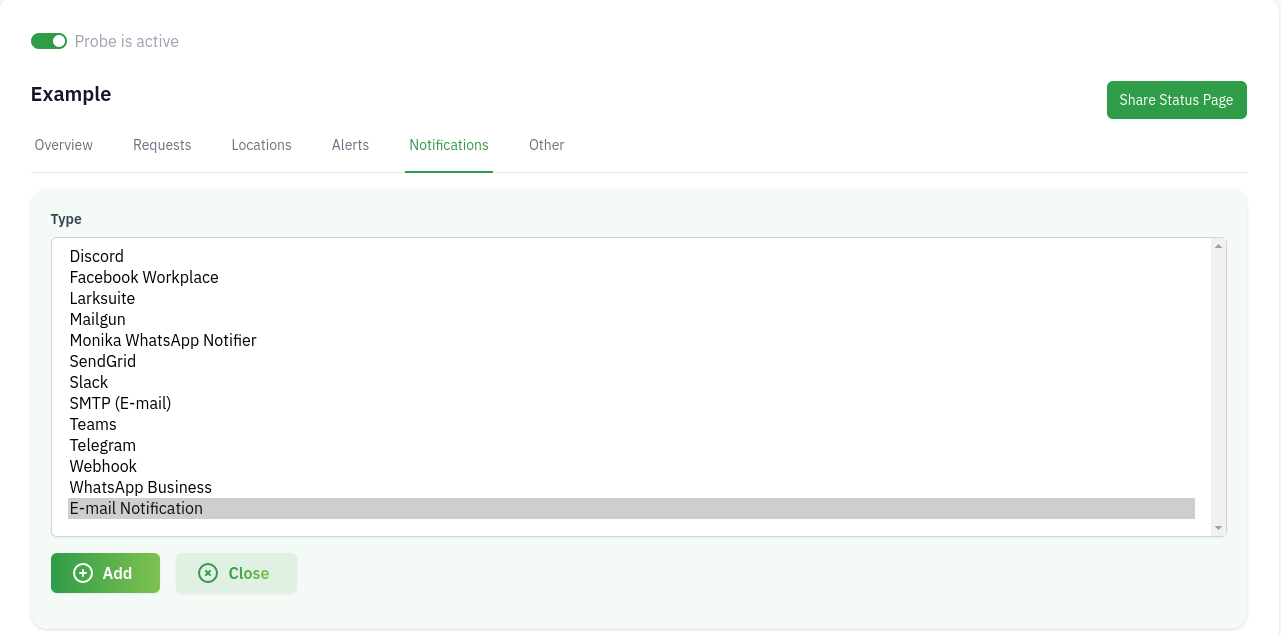 Probe is active
Example
Share Status Page
Overview Requests Locations Alerts Notifications Other
Type
Discord
Facebook Workplace
Larksuite
Mailgun
Monika WhatsApp Notifier
SendGrid
Slack
SMTP (E-mail)
Teams
Telegram
Webhook
WhatsApp Business
E-mail Notification
Add Close